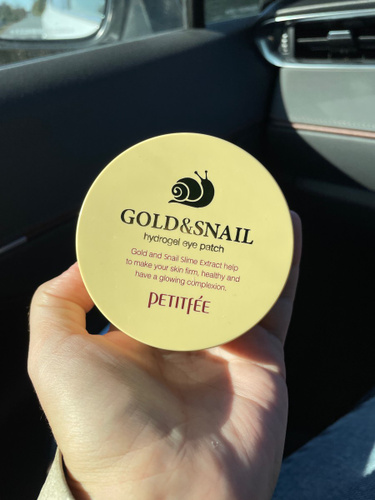 GOLD&SNAIL
hydrogel eye patch
Gold and Snail Slime Extract help
to make your skin firm, healthy and
have a glowing complexion.
PETITFÉE